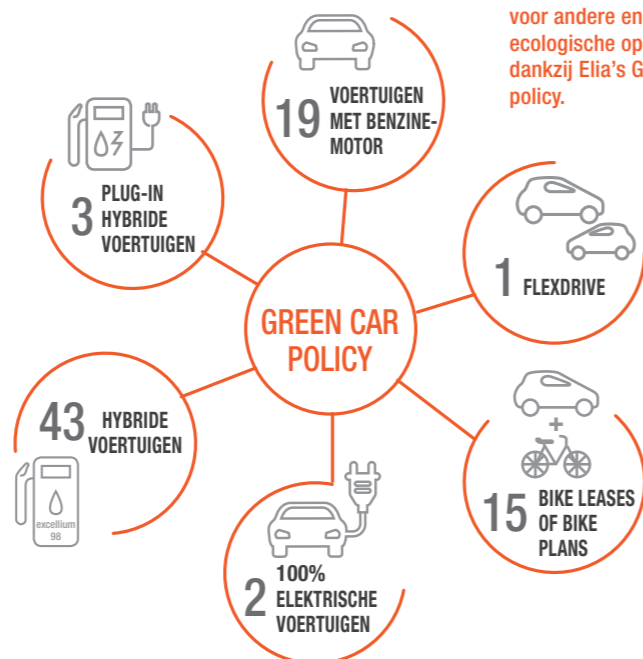 voor andere en
ecologische op
dankzij Elia's G
policy.
19 VOERTUIGEN
MET BENZINE-
MOTOR
3 PLUG-IN
HYBRIDE
VOERTUIGEN
1 FLEXDRIVE
GREEN CAR
POLICY
43 HYBRIDE
VOERTUIGEN
excellium
98
+
15 BIKE LEASES
OF BIKE
PLANS
2 100%
ELEKTRISCHE
VOERTUIGEN